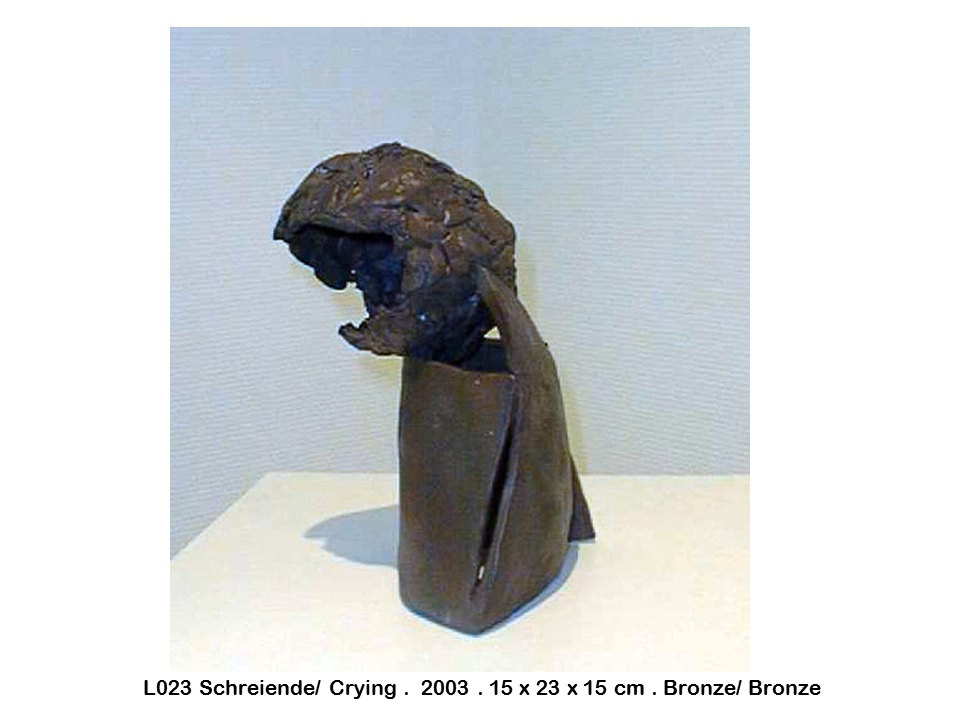 L023 Schreiende/ Crying .  2003 . 15 x 23 x 15 cm . Bronze/ Bronze